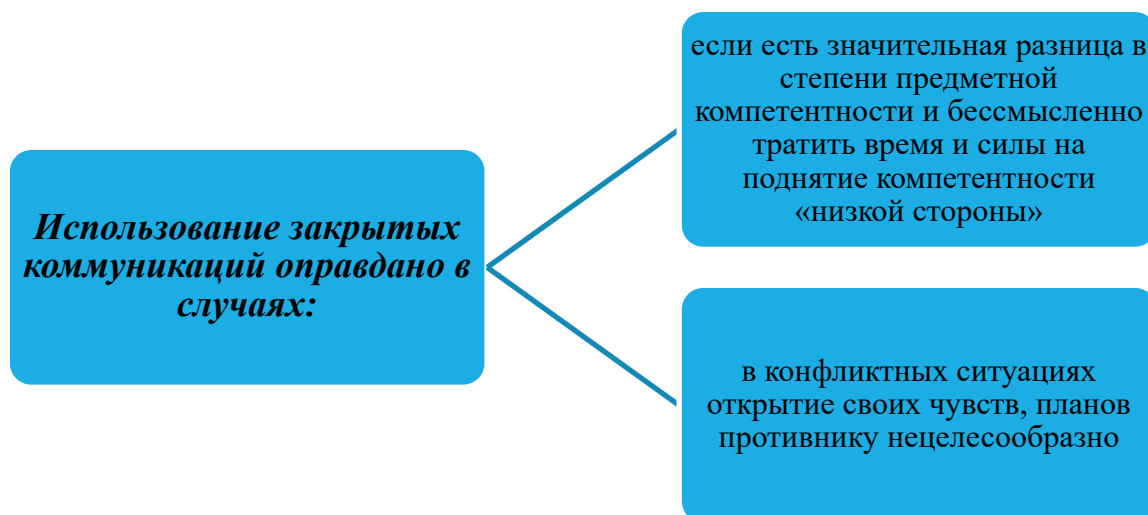 Использование закрытых
коммуникаций оправдано в
случаях:
если есть значительная разница в
степени предметной
компетентности и бессмысленно
тратить время и силы на
поднятие компетентности
«низкой стороны»
в конфликтных ситуациях
открытие своих чувств, планов
противнику нецелесообразно